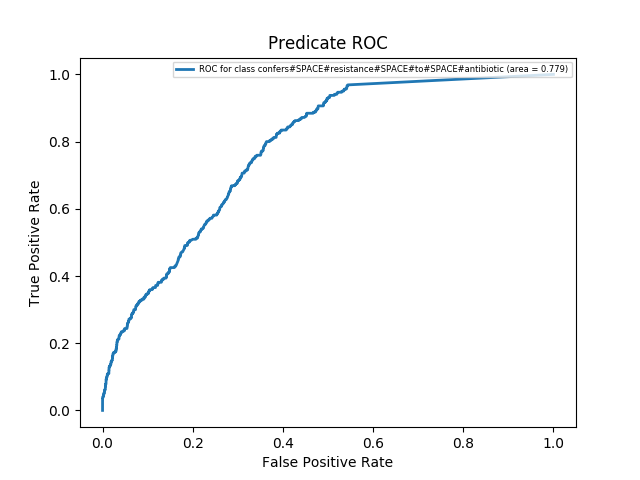 Predicate ROC
ROC for class confers#SPACE#resistance#SPACE#to#SPACE#antibiotic (area = 0.779)
1.0
0.8
0.6
0.4
0.2
0.0
True Positive Rate
0.0 0.2 0.4 0.6 0.8 1.0
False Positive Rate